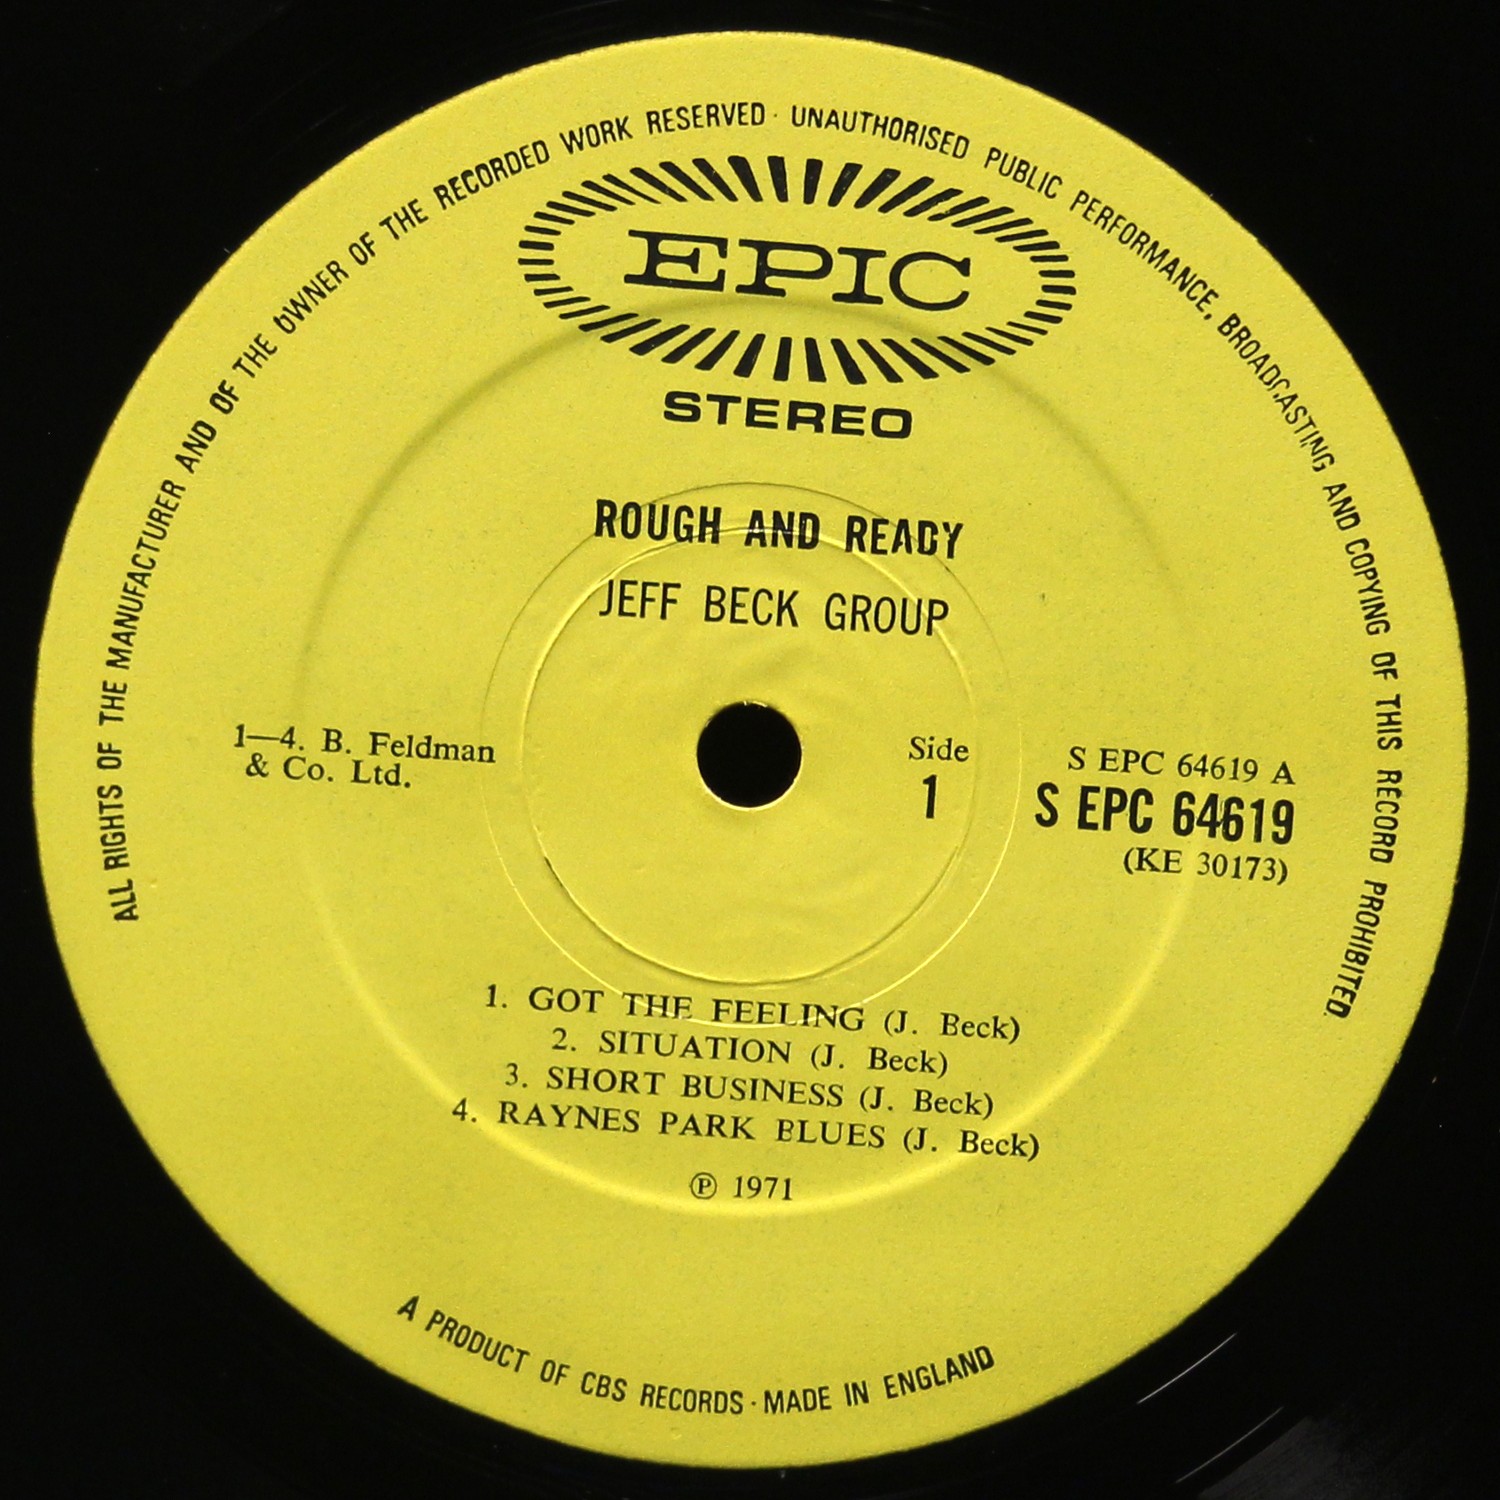 ALL RIGHTS OF THE MANUFACTURER AND OF THE OWNER OF THE RECORDED WORK RESERVED · UNAUTHORISED PUBLIC PERFORMANCE, BROADCASTING AND COPYING OF THIS RECORD PROHIBITED.
EPIC
STEREO
ROUGH AND READY
JEFF BECK GROUP
1—4. B. Feldman
& Co. Ltd.
Side
1
S EPC 64619 A
S EPC 64619
(KE 30173)
1. GOT THE FEELING (J. Beck)
2. SITUATION (J. Beck)
3. SHORT BUSINESS (J. Beck)
4. RAYNES PARK BLUES (J. Beck)
℗ 1971
A PRODUCT OF CBS RECORDS · MADE IN ENGLAND